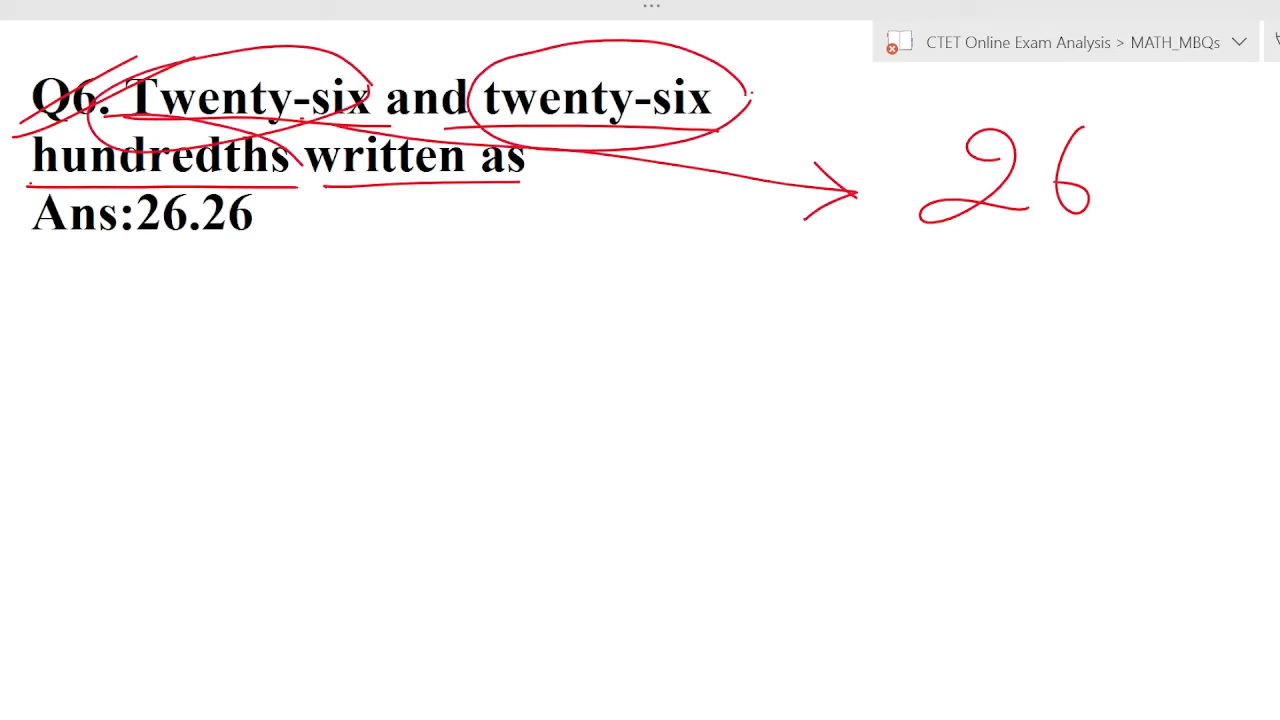 CTET Online Exam Analysis > MATH_MBQs
Q6. Twenty-six and twenty-six
hundredths written as
Ans:26.26
26